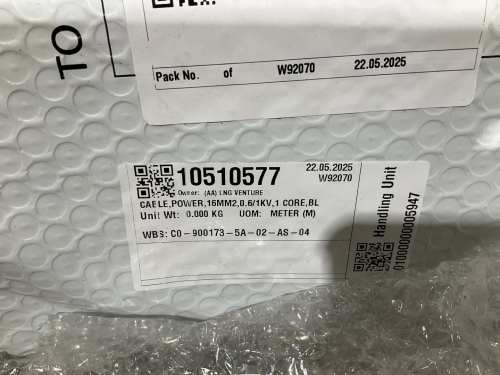 TO
Pack No. of W92070 22.05.2025
10510577
22.05.2025
W92070
Owner: (AA) LNG VENTURE
CABLE,POWER,16MM2,0.6/1KV,1 CORE,BL
Unit Wt: 0.000 KG UOM: METER (M)
WBS: C0-900173-5A-02-AS-04
Handling Unit
01000000005947